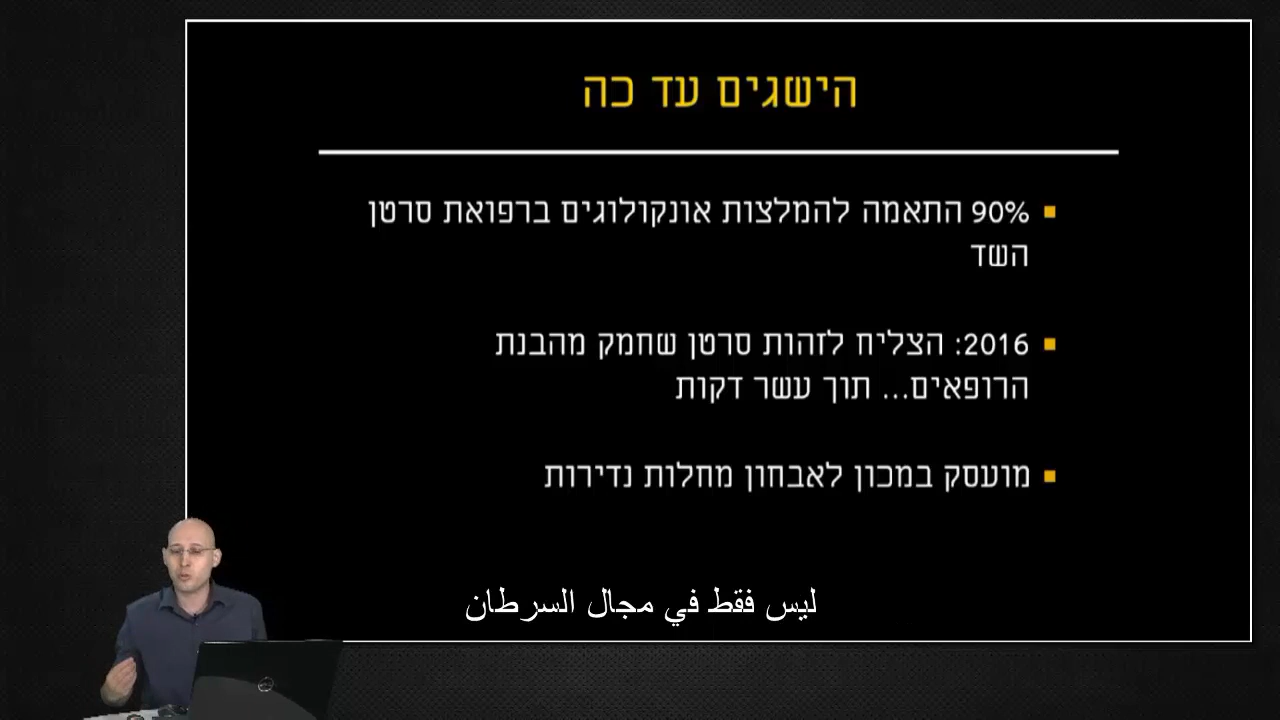 הישגים עד כה
90% התאמה להמלצות אונקולוגים ברפואת סרטן
השד
2016: הצליח לזהות סרטן שחמק מהבנת
הרופאים... תוך עשר דקות
מועסק במכון לאבחון מחלות נדירות
ليس فقط في مجال السرطان